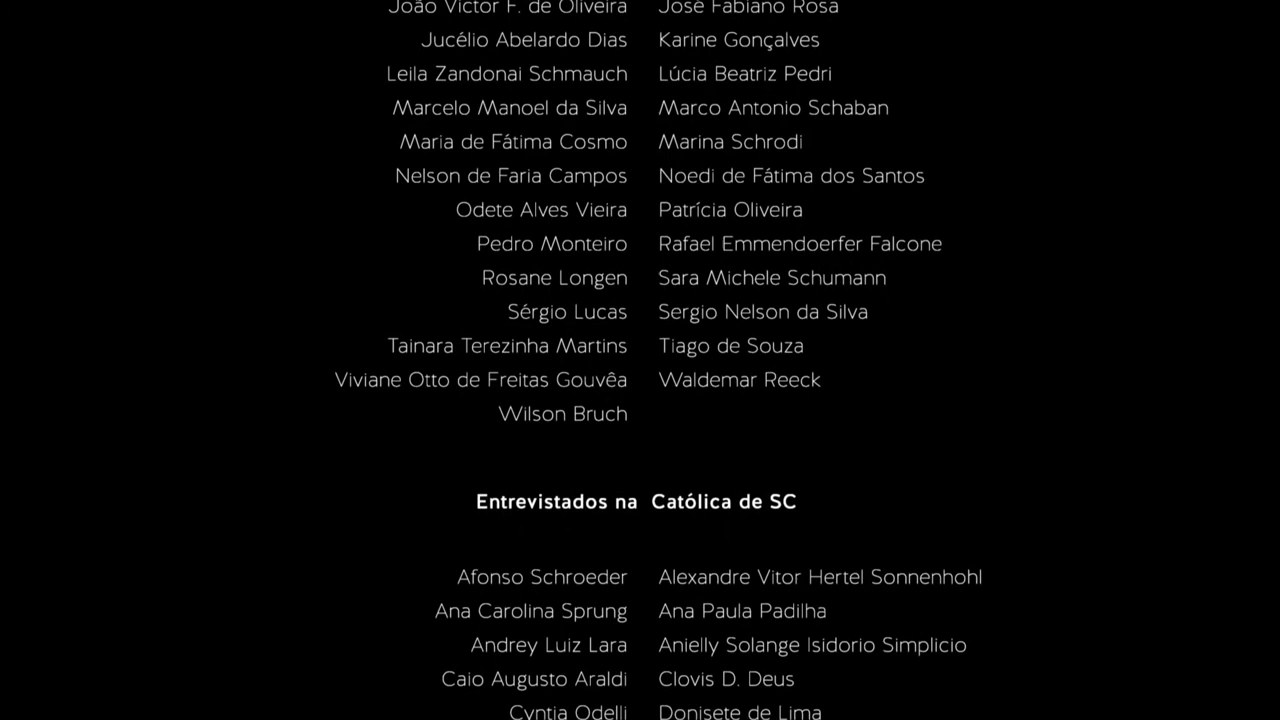 João Victor F. de Oliveira José Fabiano Rosa
Jucélio Abelardo Dias Karine Gonçalves
Leila Zandonai Schmauch Lúcia Beatriz Pedri
Marcelo Manoel da Silva Marco Antonio Schaban
Maria de Fátima Cosmo Marina Schrodi
Nelson de Faria Campos Noedi de Fátima dos Santos
Odete Alves Vieira Patrícia Oliveira
Pedro Monteiro Rafael Emmendoerfer Falcone
Rosane Longen Sara Michele Schumann
Sérgio Lucas Sergio Nelson da Silva
Tainara Terezinha Martins Tiago de Souza
Viviane Otto de Freitas Gouvêa Waldemar Reeck
Wilson Bruch
Entrevistados na Católica de SC
Afonso Schroeder Alexandre Vitor Hertel Sonnenhohl
Ana Carolina Sprung Ana Paula Padilha
Andrey Luiz Lara Anielly Solange Isidorio Simplicio
Caio Augusto Araldi Clovis D. Deus
Cyntia Odelli Donisete de Lima